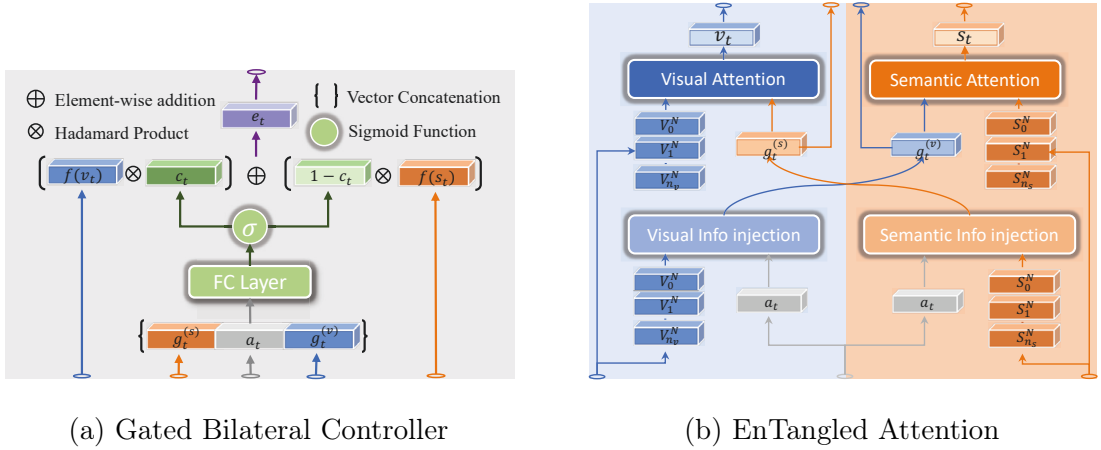 ⊕ Element-wise addition
{ } Vector Concatenation
⊗ Hadamard Product
Sigmoid Function
e_t
{ f(v_t) ⊗ c_t } ⊕ { 1 − c_t ⊗ f(s_t) }
σ
FC Layer
{ g_t^{(s)} a_t g_t^{(v)} }
(a) Gated Bilateral Controller
v_t
s_t
Visual Attention
Semantic Attention
V_0^N
V_1^N
V_{n_v}^N
g_t^{(s)}
g_t^{(v)}
S_0^N
S_1^N
S_{n_s}^N
Visual Info injection
Semantic Info injection
V_0^N
V_1^N
V_{n_v}^N
a_t
a_t
S_0^N
S_1^N
S_{n_s}^N
(b) EnTangled Attention